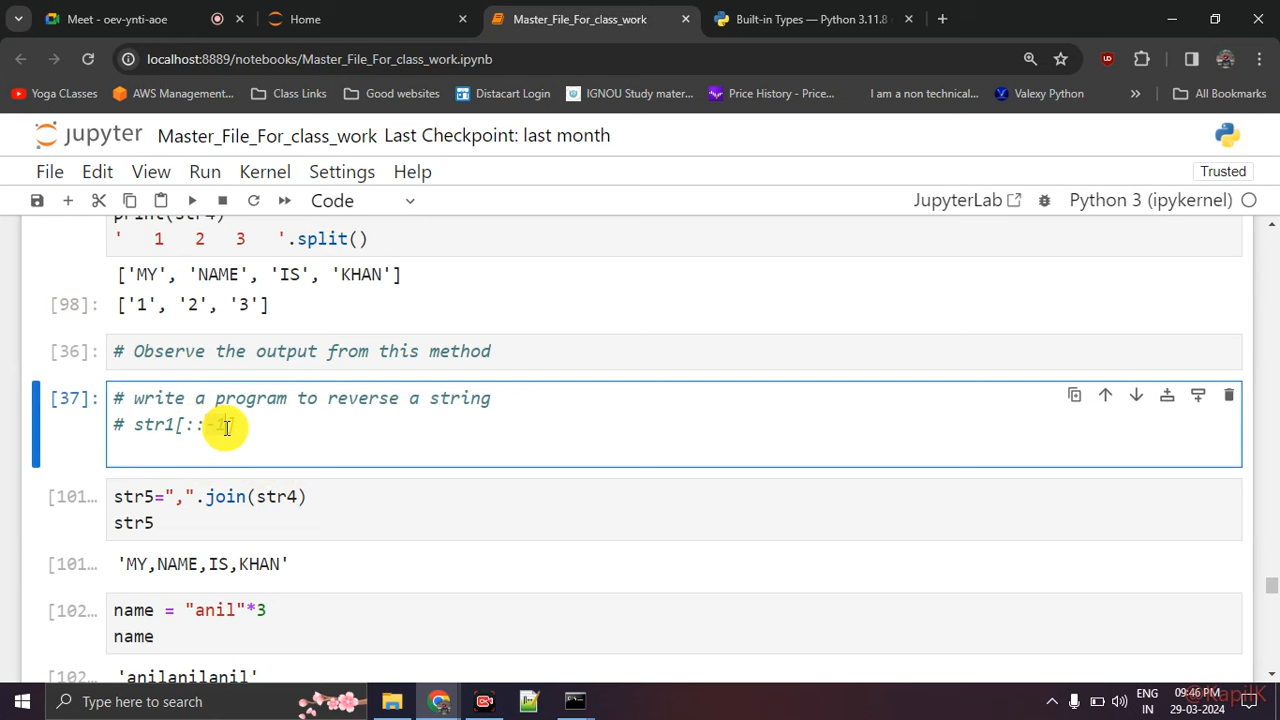 Meet - oev-ynti-aoe
Home
Master_File_For_class_work
Built-in Types — Python 3.11.8
localhost:8889/notebooks/Master_File_For_class_work.ipynb
Yoga CLasses
AWS Management...
Class Links
Good websites
Distacart Login
IGNOU Study mater...
Price History - Price...
I am a non technical...
Valexy Python
All Bookmarks
jupyter Master_File_For_class_work Last Checkpoint: last month
File Edit View Run Kernel Settings Help
Trusted
Code
JupyterLab
Python 3 (ipykernel)
print(str4)
'   1   2   3   '.split()
['MY', 'NAME', 'IS', 'KHAN']
[98]: ['1', '2', '3']
[36]: # Observe the output from this method
[37]: # write a program to reverse a string
# str1[::-1]
[101... str5=",".join(str4)
str5
[101... 'MY,NAME,IS,KHAN'
[102... name = "anil"*3
name
[102... 'anilanilanil'
Type here to search
ENG
IN
09:46 PM
29-03-2024
@KapilK